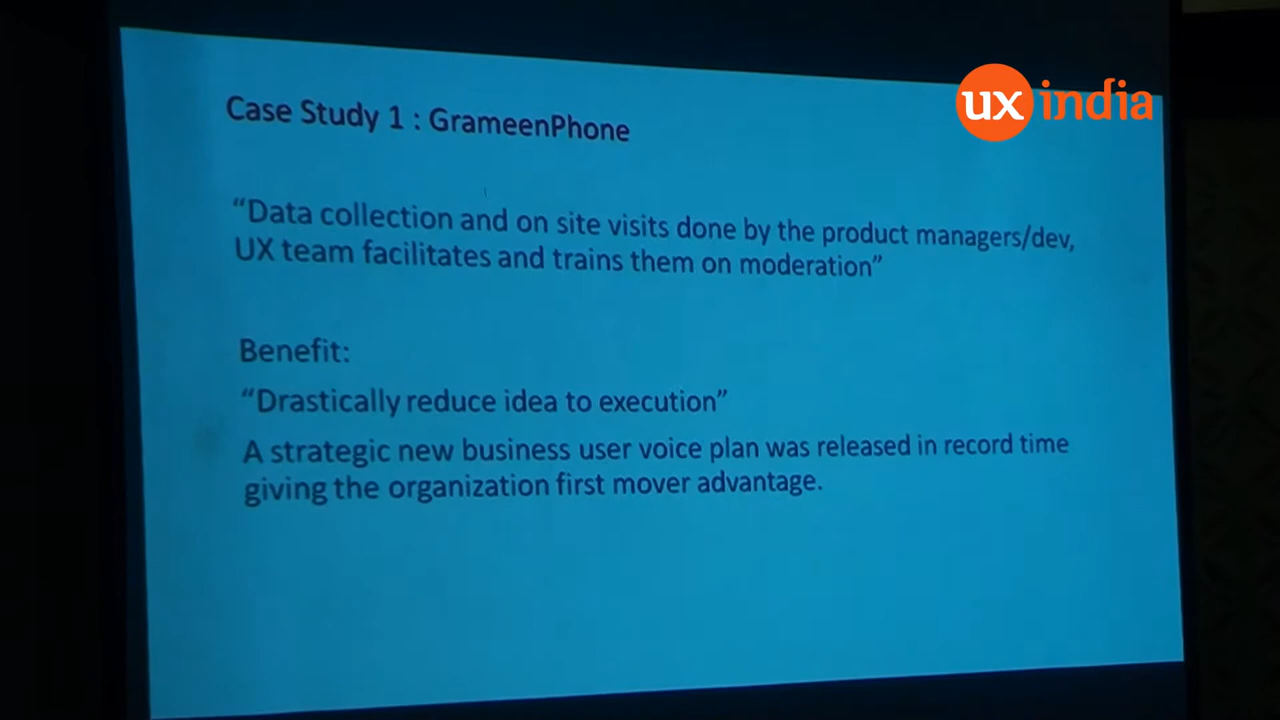 ux india
Case Study 1 : GrameenPhone
“Data collection and on site visits done by the product managers/dev,
UX team facilitates and trains them on moderation”
Benefit:
“Drastically reduce idea to execution”
A strategic new business user voice plan was released in record time
giving the organization first mover advantage.